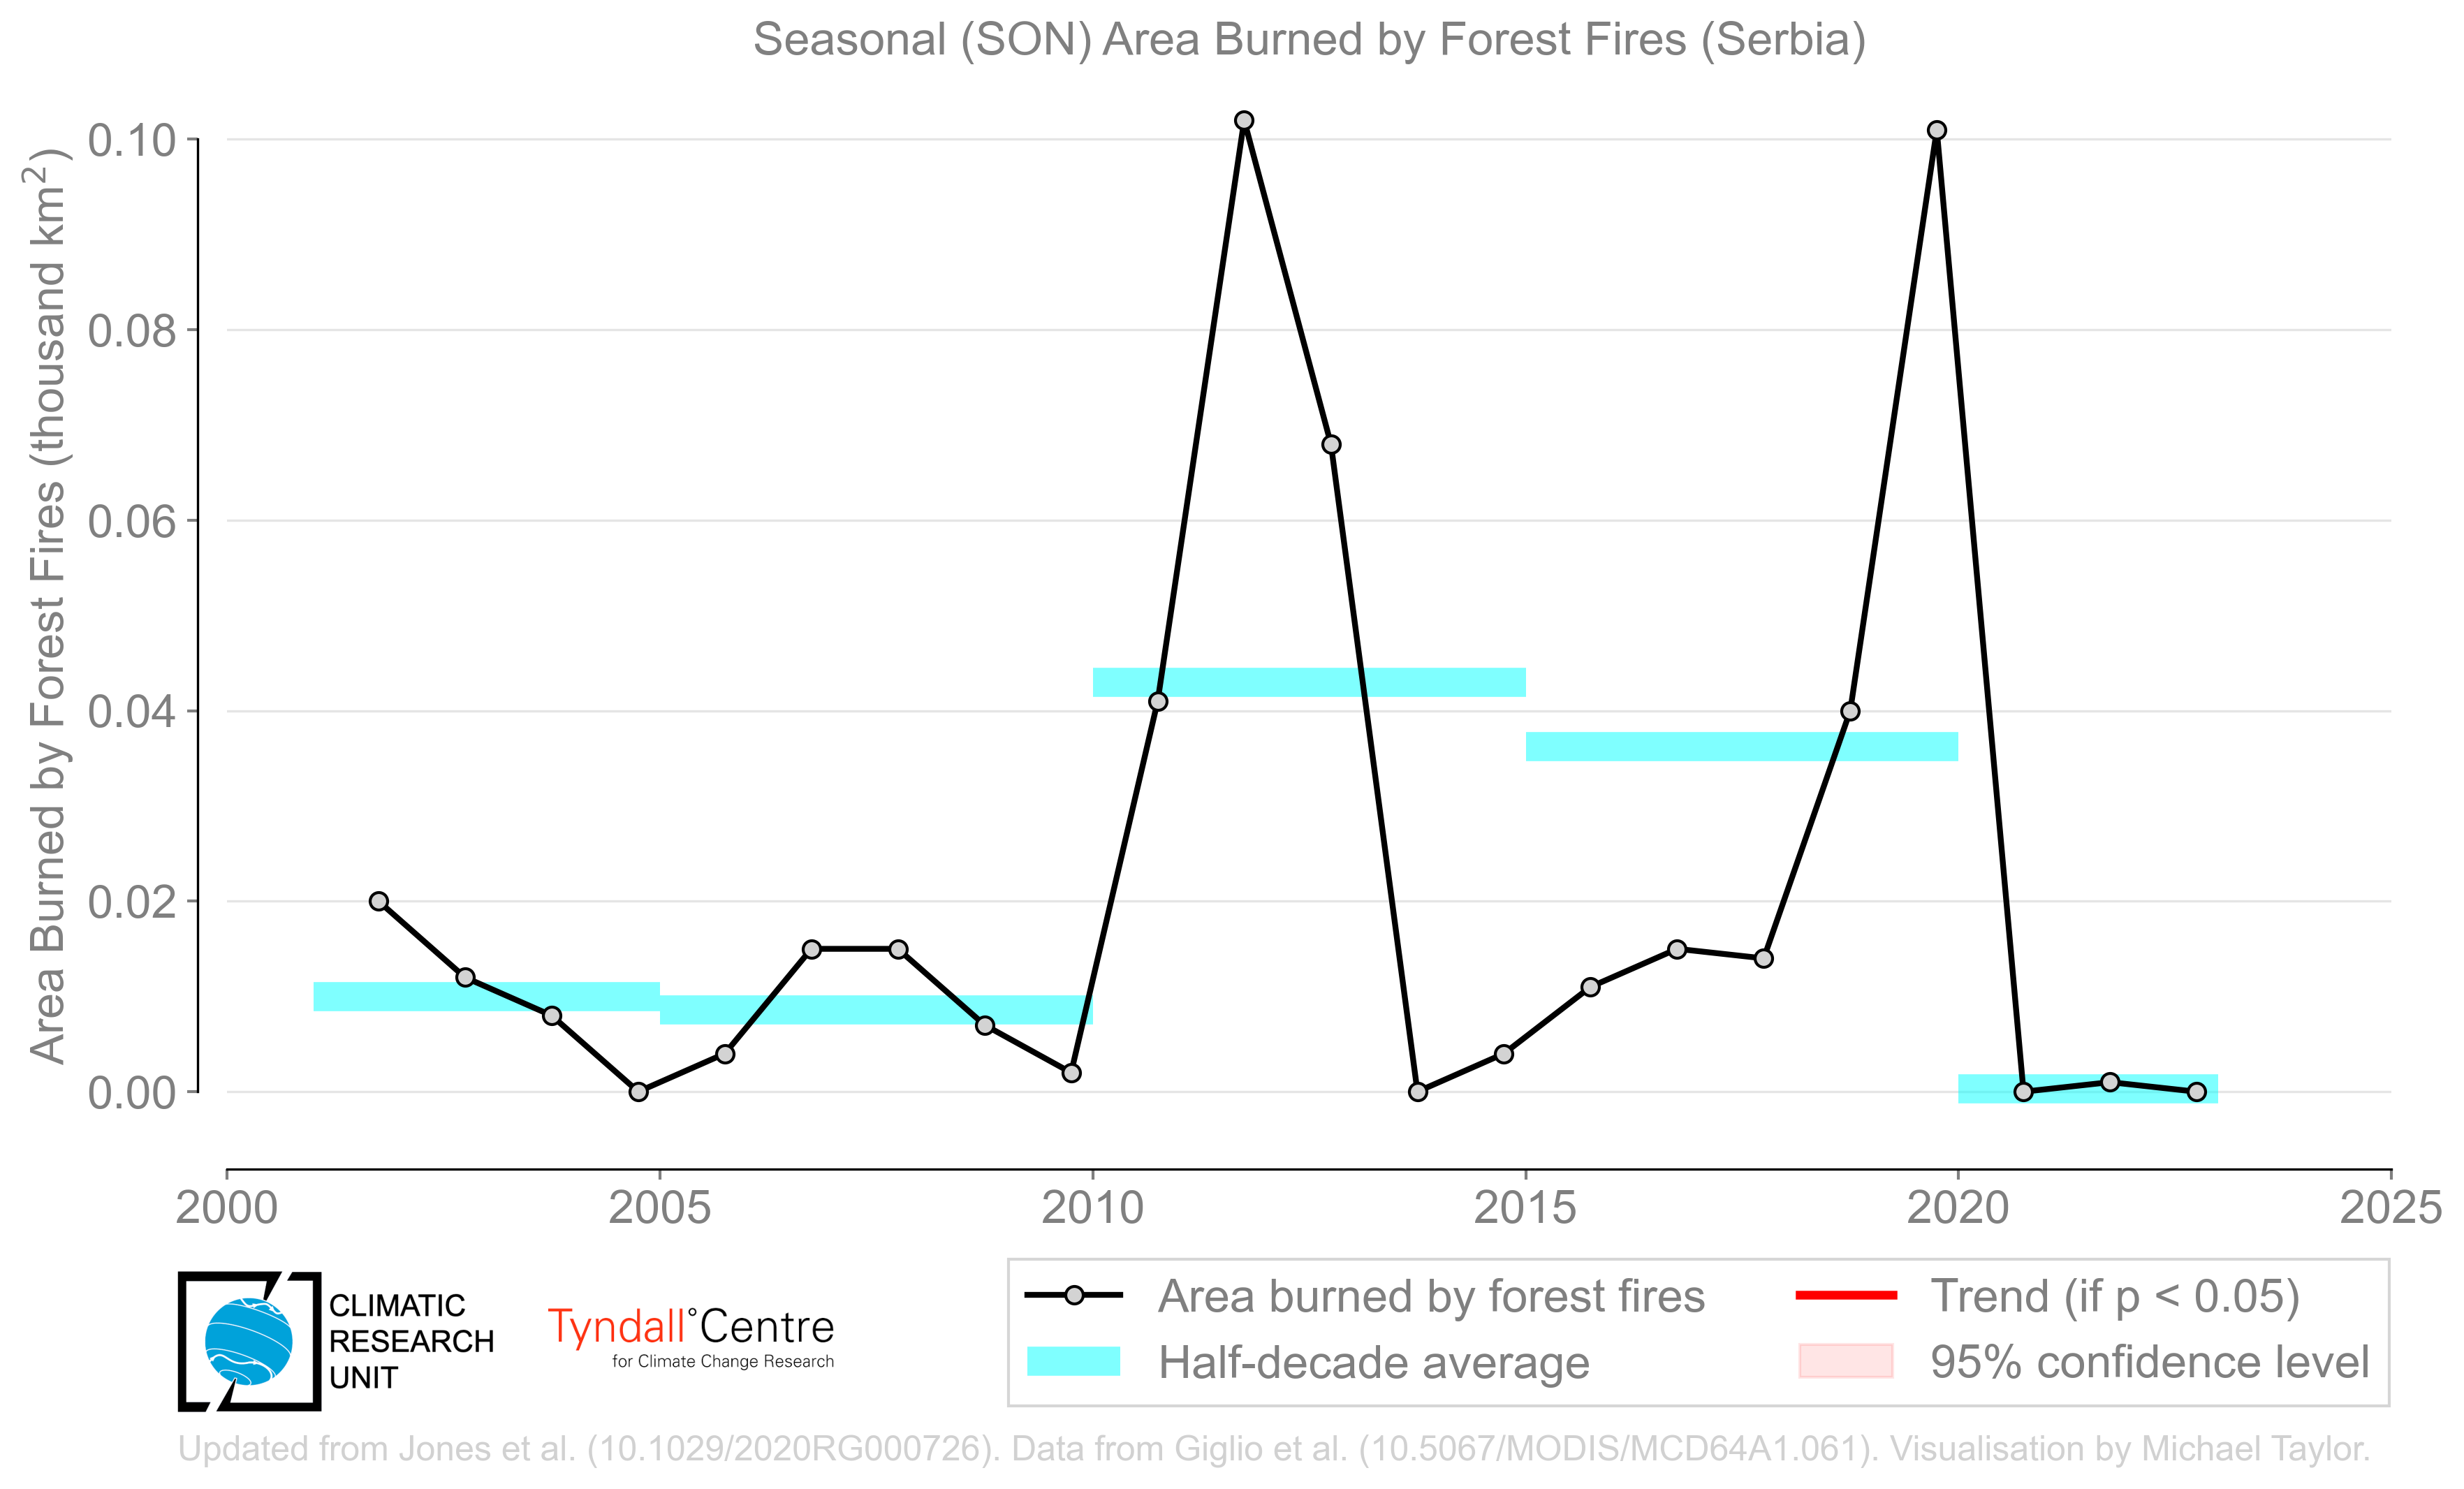 Seasonal (SON) Area Burned by Forest Fires (Serbia)
Area Burned by Forest Fires (thousand km²)
0.10
0.08
0.06
0.04
0.02
0.00
2000 2005 2010 2015 2020 2025
CLIMATIC
RESEARCH
UNIT
Tyndall°Centre
for Climate Change Research
Area burned by forest fires
Half-decade average
Trend (if p < 0.05)
95% confidence level
Updated from Jones et al. (10.1029/2020RG000726). Data from Giglio et al. (10.5067/MODIS/MCD64A1.061). Visualisation by Michael Taylor.